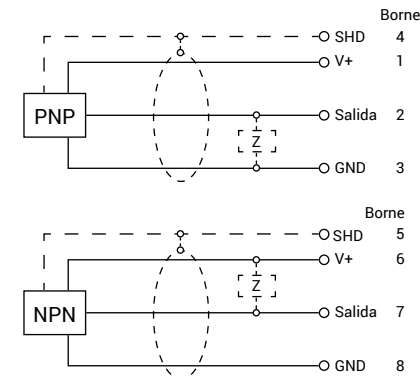 Borne
SHD 4
V+ 1
PNP Salida 2
Z
GND 3
Borne
SHD 5
V+ 6
Z
NPN Salida 7
GND 8